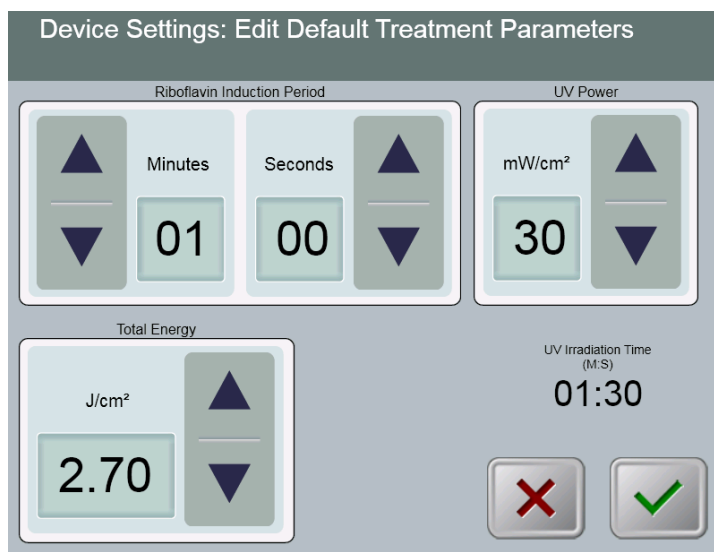 Device Settings: Edit Default Treatment Parameters
Riboflavin Induction Period
Minutes
01
Seconds
00
UV Power
mW/cm²
30
Total Energy
J/cm²
2.70
UV Irradiation Time
(M:S)
01:30